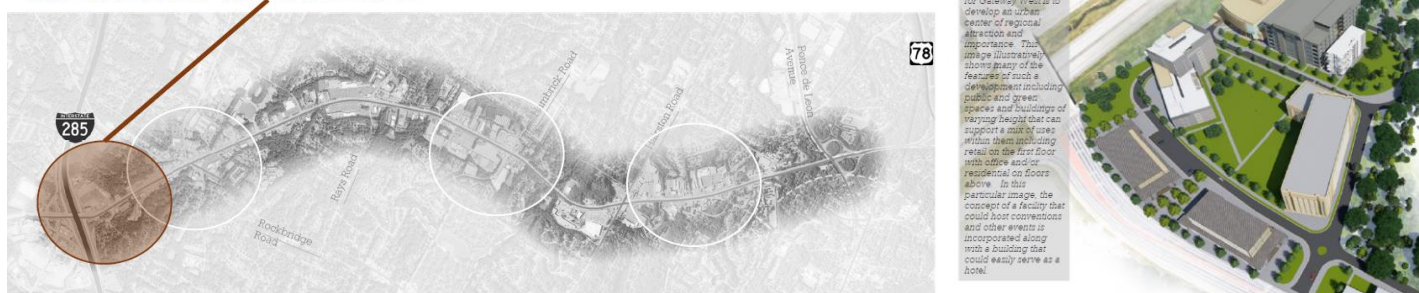 INTERSTATE
285
Rockbridge
Road
Rays Road
Road
Road
Ponce de Leon
Avenue
78
for Gateway West is to
develop an urban
center of regional
attraction and
importance. This
image illustratively
shows many of the
features of such a
development including
public and green
spaces and buildings of
varying height that can
support a mix of uses
within them including
retail on the first floor
with office and/or
residential on floors
above. In this
particular image, the
concept of a facility that
could host conventions
and other events is
incorporated along
with a building that
could easily serve as a
hotel.